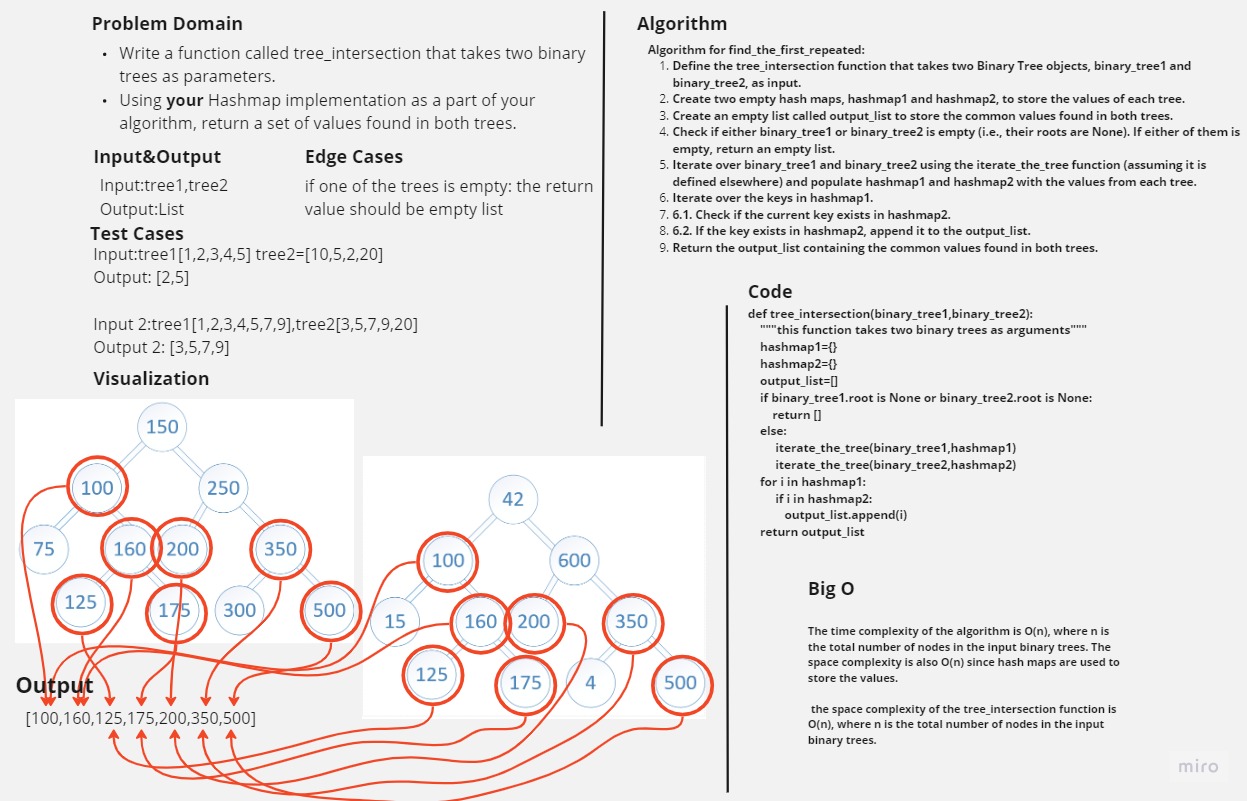 Problem Domain
• Write a function called tree_intersection that takes two binary
trees as parameters.
• Using your Hashmap implementation as a part of your
algorithm, return a set of values found in both trees.
Input&Output
Input:tree1,tree2
Output:List
Edge Cases
if one of the trees is empty: the return
value should be empty list
Test Cases
Input:tree1[1,2,3,4,5] tree2=[10,5,2,20]
Output: [2,5]
Input 2:tree1[1,2,3,4,5,7,9],tree2[3,5,7,9,20]
Output 2: [3,5,7,9]
Visualization
150
100
250
75
160
200
350
125
175
300
500
42
100
600
15
160
200
350
125
175
4
500
Output
[100,160,125,175,200,350,500]
Algorithm
Algorithm for find_the_first_repeated:
1. Define the tree_intersection function that takes two Binary Tree objects, binary_tree1 and
binary_tree2, as input.
2. Create two empty hash maps, hashmap1 and hashmap2, to store the values of each tree.
3. Create an empty list called output_list to store the common values found in both trees.
4. Check if either binary_tree1 or binary_tree2 is empty (i.e., their roots are None). If either of them is
empty, return an empty list.
5. Iterate over binary_tree1 and binary_tree2 using the iterate_the_tree function (assuming it is
defined elsewhere) and populate hashmap1 and hashmap2 with the values from each tree.
6. Iterate over the keys in hashmap1.
7. 6.1. Check if the current key exists in hashmap2.
8. 6.2. If the key exists in hashmap2, append it to the output_list.
9. Return the output_list containing the common values found in both trees.
Code
def tree_intersection(binary_tree1,binary_tree2):
"""this function takes two binary trees as arguments"""
hashmap1={}
hashmap2={}
output_list=[]
if binary_tree1.root is None or binary_tree2.root is None:
return []
else:
iterate_the_tree(binary_tree1,hashmap1)
iterate_the_tree(binary_tree2,hashmap2)
for i in hashmap1:
if i in hashmap2:
output_list.append(i)
return output_list
Big O
The time complexity of the algorithm is O(n), where n is
the total number of nodes in the input binary trees. The
space complexity is also O(n) since hash maps are used to
store the values.
the space complexity of the tree_intersection function is
O(n), where n is the total number of nodes in the input
binary trees.
miro